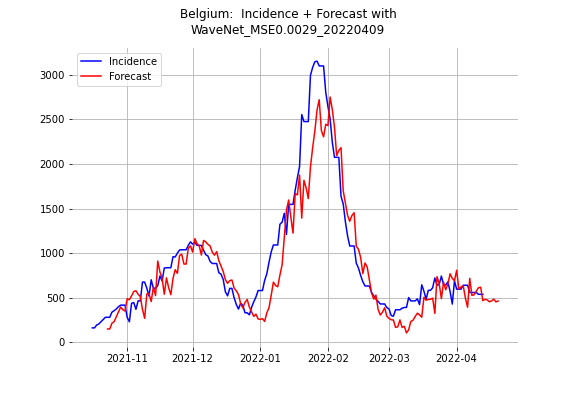 Belgium:  Incidence + Forecast with
WaveNet_MSE0.0029_20220409
Incidence
Forecast
3000
2500
2000
1500
1000
500
0
2021-11 2021-12 2022-01 2022-02 2022-03 2022-04